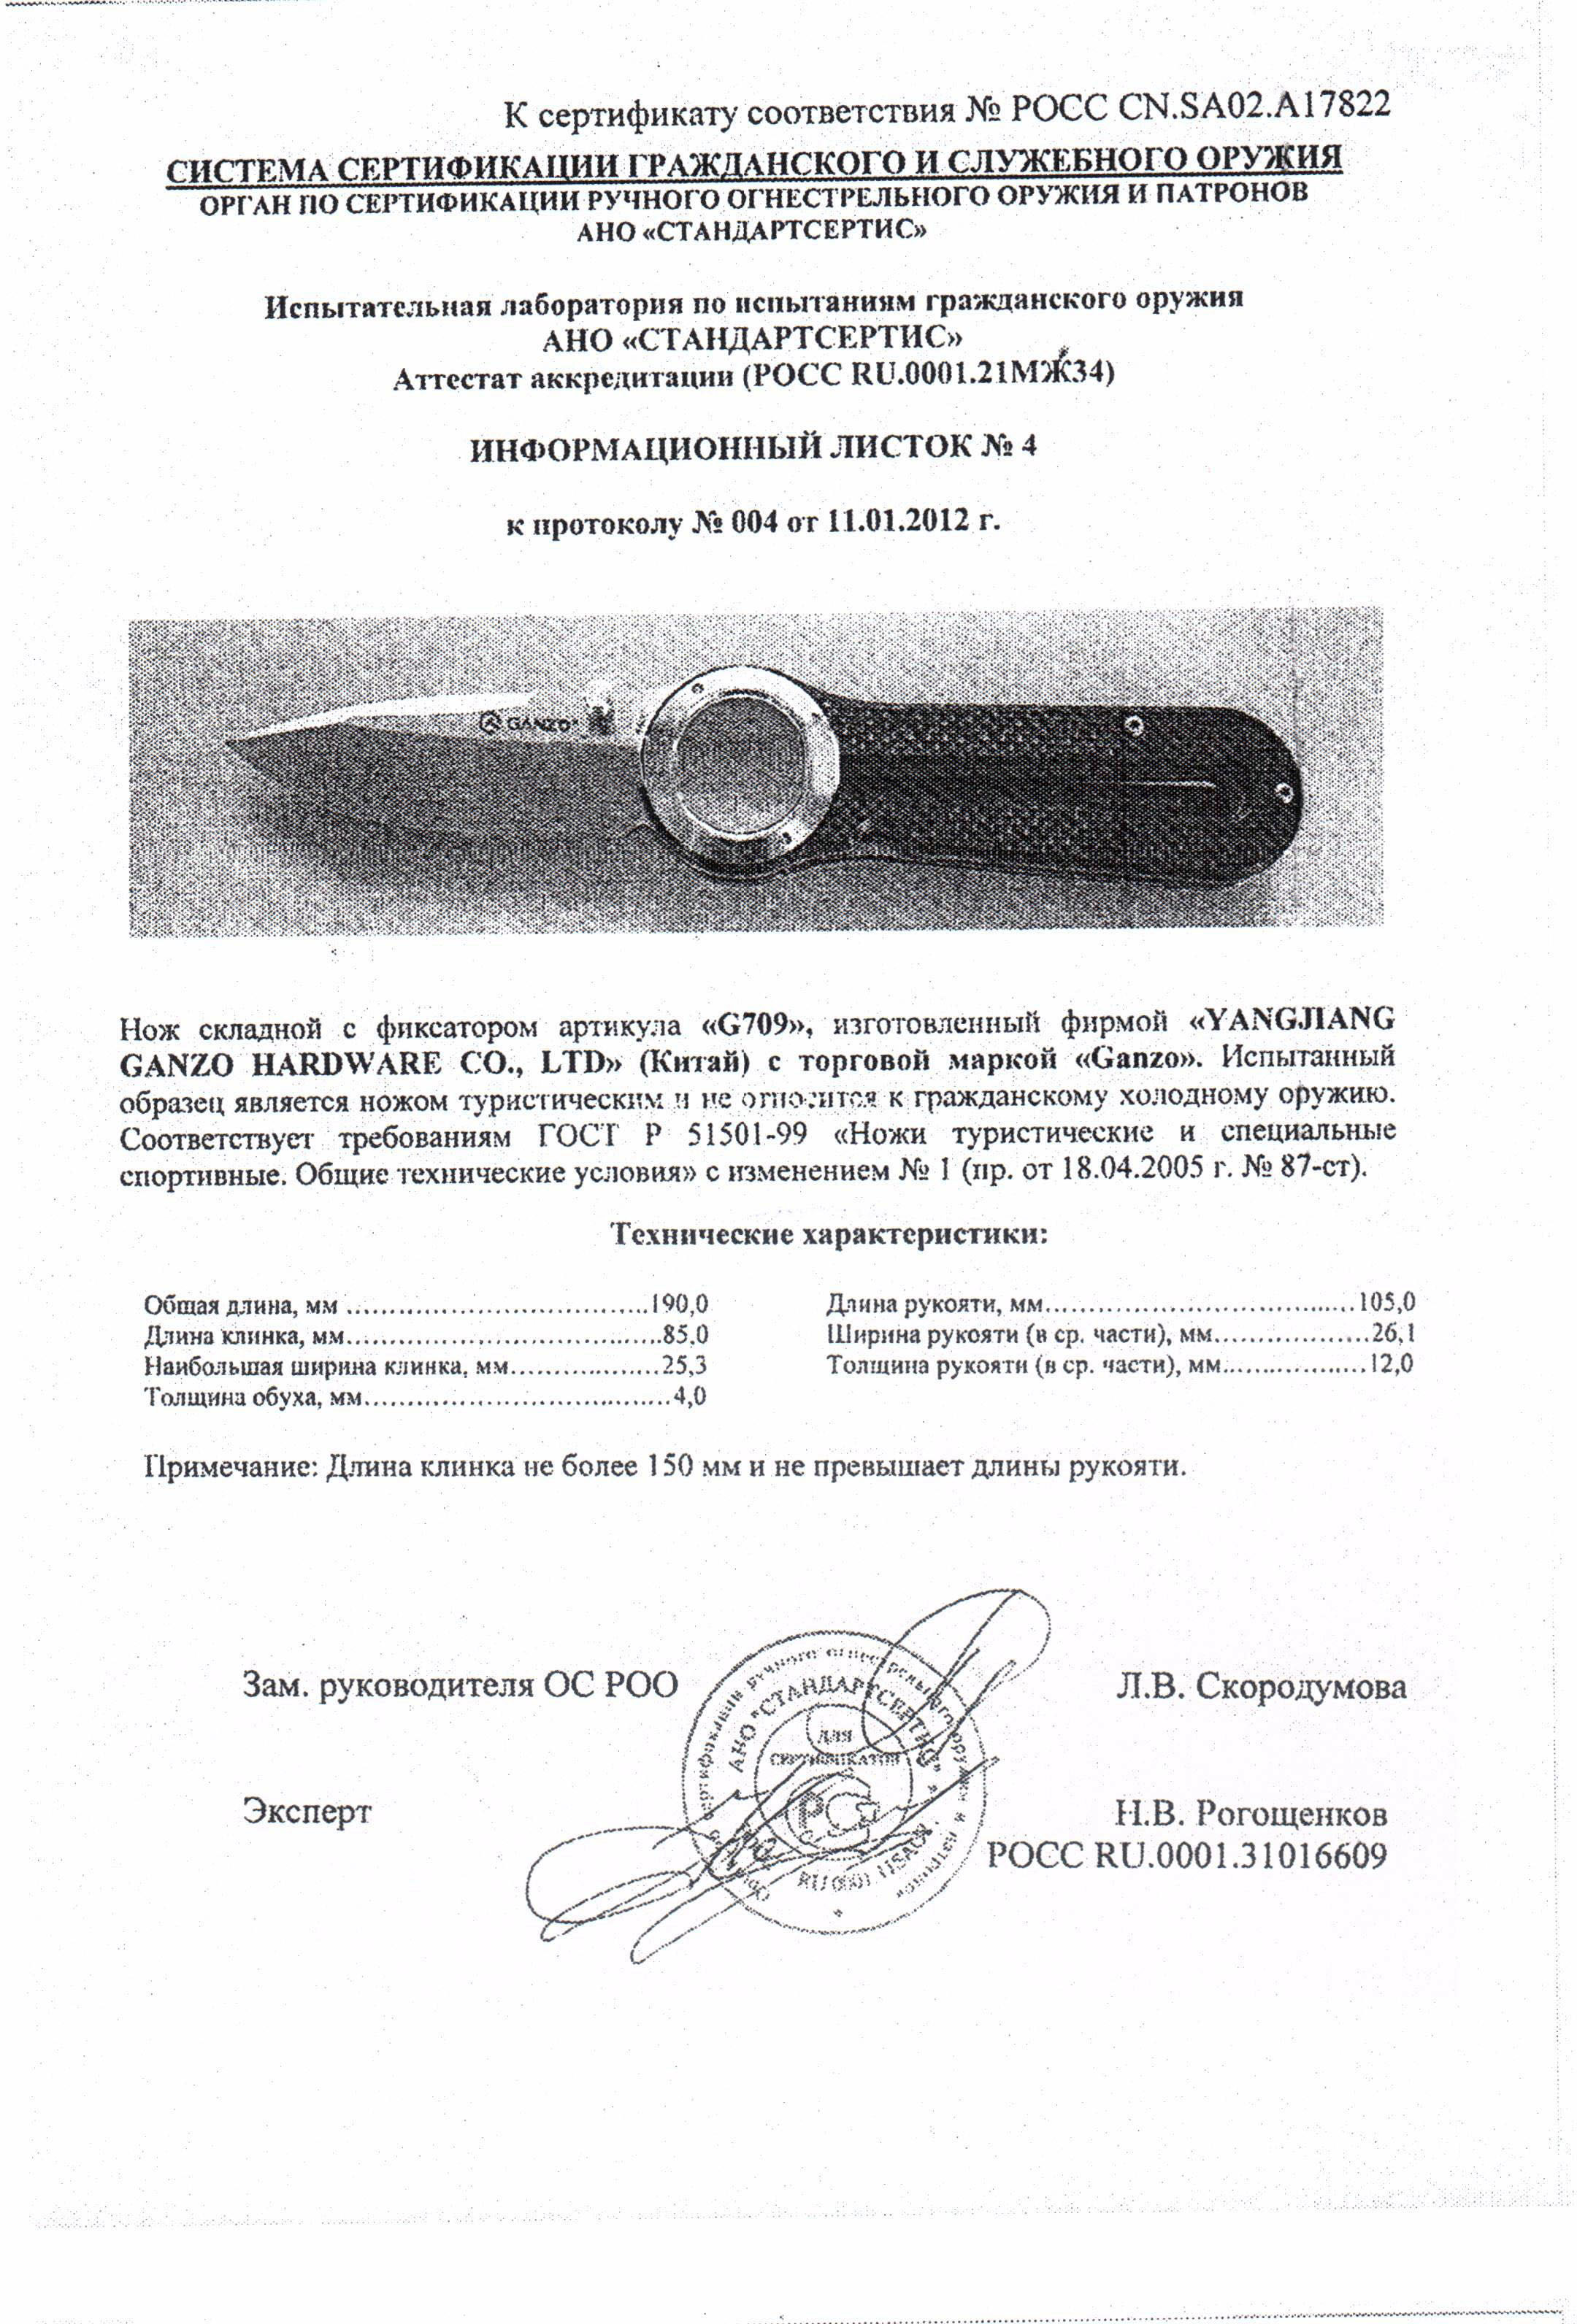 К сертификату соответствия № РОСС CN.SA02.A17822
СИСТЕМА СЕРТИФИКАЦИИ ГРАЖДАНСКОГО И СЛУЖЕБНОГО ОРУЖИЯ
ОРГАН ПО СЕРТИФИКАЦИИ РУЧНОГО ОГНЕСТРЕЛЬНОГО ОРУЖИЯ И ПАТРОНОВ
АНО «СТАНДАРТСЕРТИС»
Испытательная лаборатория по испытаниям гражданского оружия
АНО «СТАНДАРТСЕРТИС»
Аттестат аккредитации (РОСС RU.0001.21МЖ34)
ИНФОРМАЦИОННЫЙ ЛИСТОК № 4
к протоколу № 004 от 11.01.2012 г.
GANZO
Нож складной с фиксатором артикула «G709», изготовленный фирмой «YANGJIANG
GANZO HARDWARE CO., LTD» (Китай) с торговой маркой «Ganzo». Испытанный
образец является ножом туристическим и не относится к гражданскому холодному оружию.
Соответствует требованиям ГОСТ Р 51501-99 «Ножи туристические и специальные
спортивные. Общие технические условия» с изменением № 1 (пр. от 18.04.2005 г. № 87-ст).
Технические характеристики:
Общая длина, мм ....................................190,0
Длина клинка, мм.....................................85,0
Наибольшая ширина клинка, мм..................25,3
Толщина обуха, мм....................................4,0
Длина рукояти, мм.....................................105,0
Ширина рукояти (в ср. части), мм..................26,1
Толщина рукояти (в ср. части), мм.................12,0
Примечание: Длина клинка не более 150 мм и не превышает длины рукояти.
Зам. руководителя ОС РОО
Л.В. Скородумова
АНО "СТАНДАРТСЕРТИС"
ДЛЯ
СЕРТИФИКАТОВ
Эксперт
Н.В. Рогощенков
РОСС RU.0001.31016609